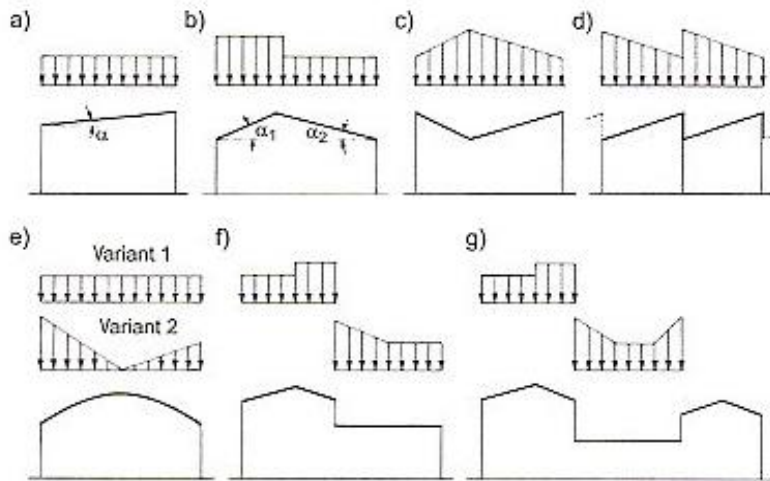 a) b) c) d)
α α₁ α₂
e) Variant 1 f) g)
Variant 2